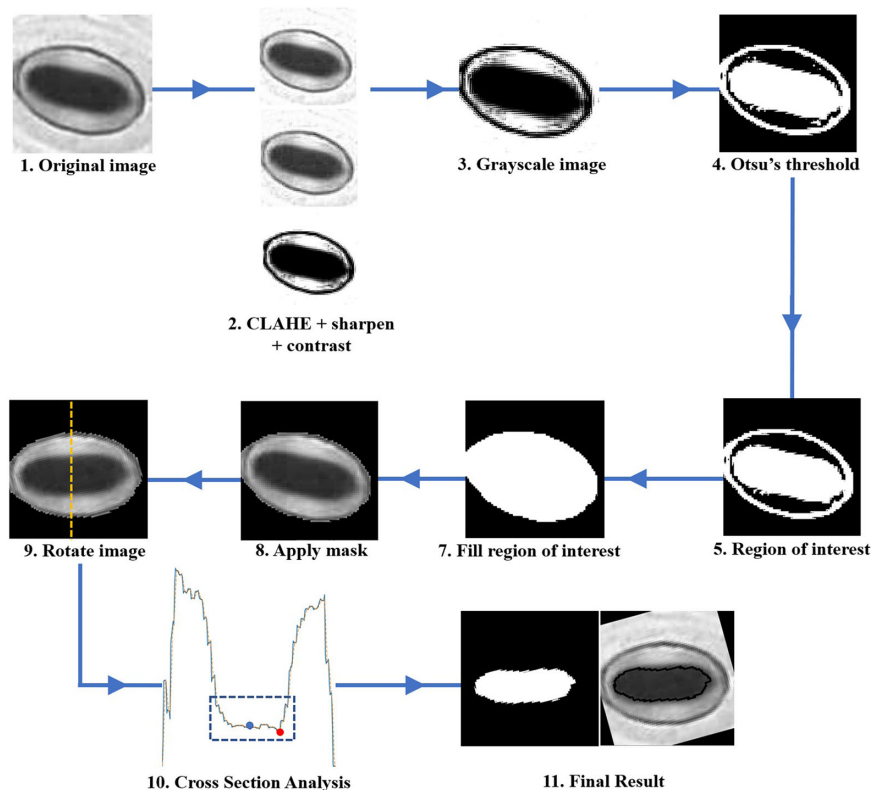 1. Original image
2. CLAHE + sharpen
+ contrast
3. Grayscale image
4. Otsu's threshold
5. Region of interest
7. Fill region of interest
8. Apply mask
9. Rotate image
10. Cross Section Analysis
11. Final Result